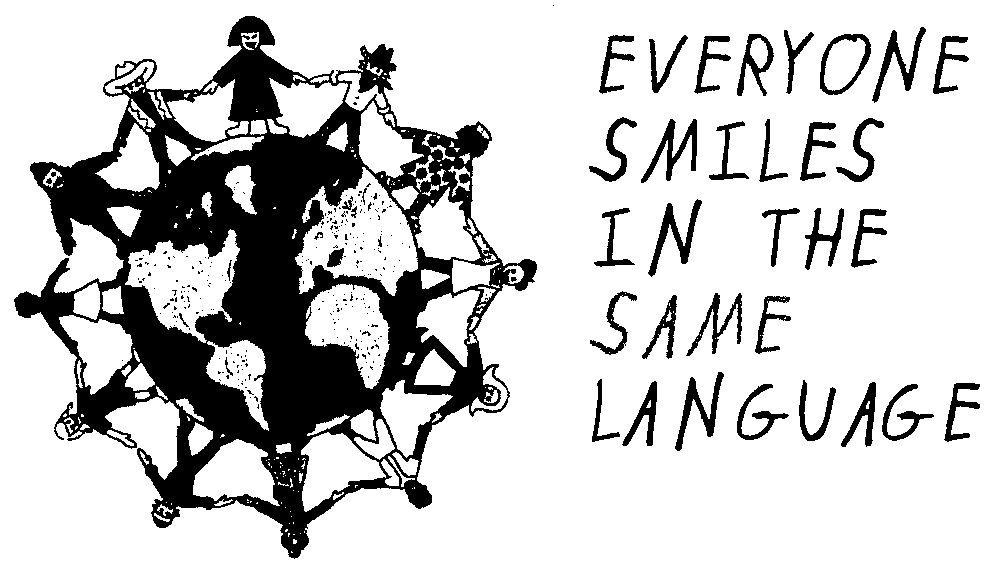 EVERYONE
SMILES
IN THE
SAME
LANGUAGE